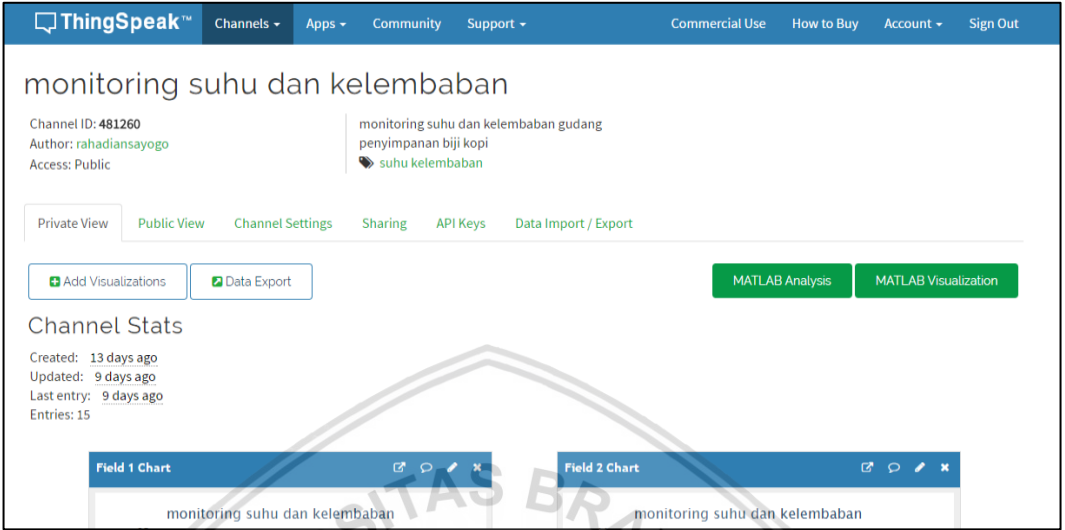 ThingSpeak™ Channels Apps Community Support Commercial Use How to Buy Account Sign Out
monitoring suhu dan kelembaban
Channel ID: 481260
Author: rahadiansayogo
Access: Public
monitoring suhu dan kelembaban gudang
penyimpanan biji kopi
suhu kelembaban
Private View Public View Channel Settings Sharing API Keys Data Import / Export
Add Visualizations Data Export MATLAB Analysis MATLAB Visualization
Channel Stats
Created: 13 days ago
Updated: 9 days ago
Last entry: 9 days ago
Entries: 15
Field 1 Chart Field 2 Chart
monitoring suhu dan kelembaban monitoring suhu dan kelembaban
SITAS BRA